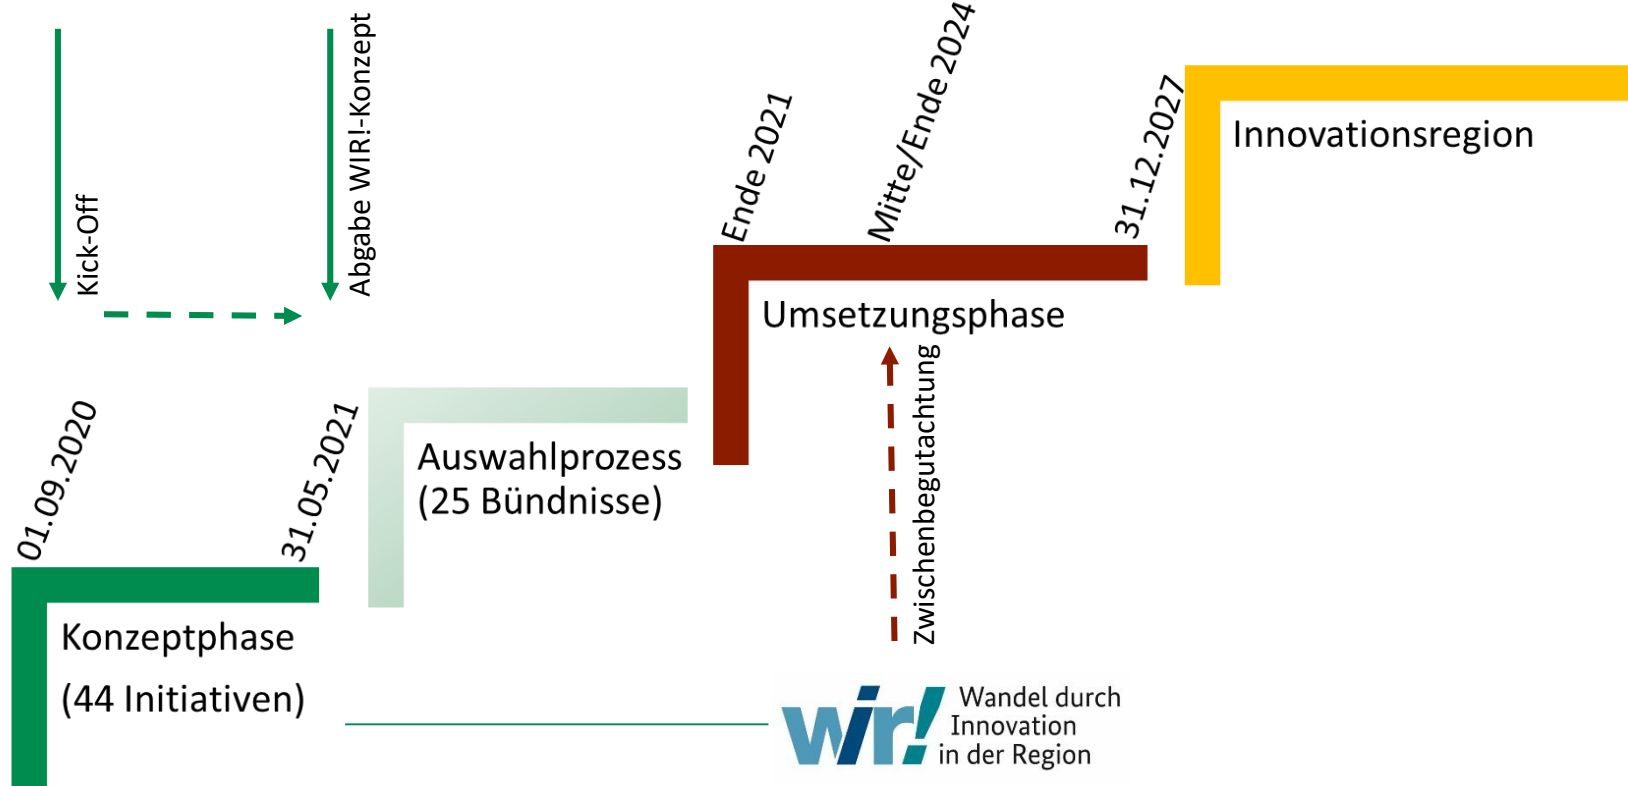 Kick-Off
Abgabe WIR!-Konzept
01.09.2020
31.05.2021
Konzeptphase
(44 Initiativen)
Auswahlprozess
(25 Bündnisse)
Ende 2021
Mitte/Ende 2024
31.12.2027
Umsetzungsphase
Zwischenbegutachtung
Innovationsregion
wir!
Wandel durch
Innovation
in der Region